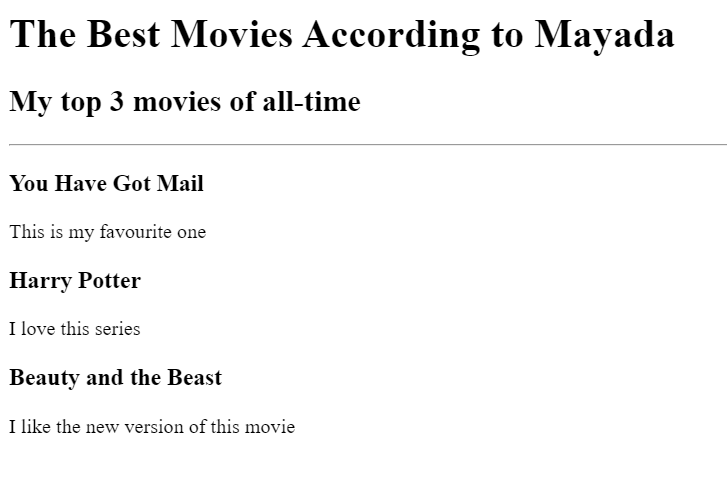 The Best Movies According to Mayada
My top 3 movies of all-time
You Have Got Mail
This is my favourite one
Harry Potter
I love this series
Beauty and the Beast
I like the new version of this movie